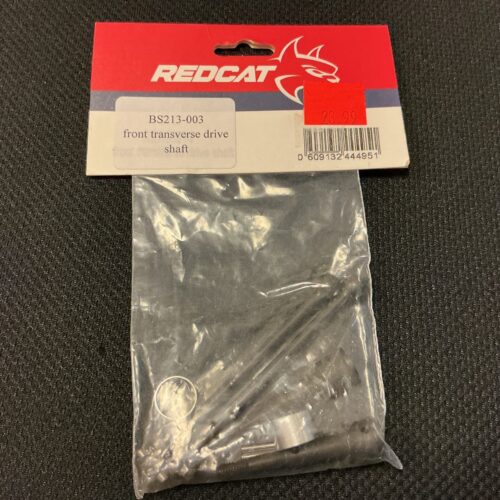 REDCAT
BS213-003
front transverse drive
shaft
0 609132 444951